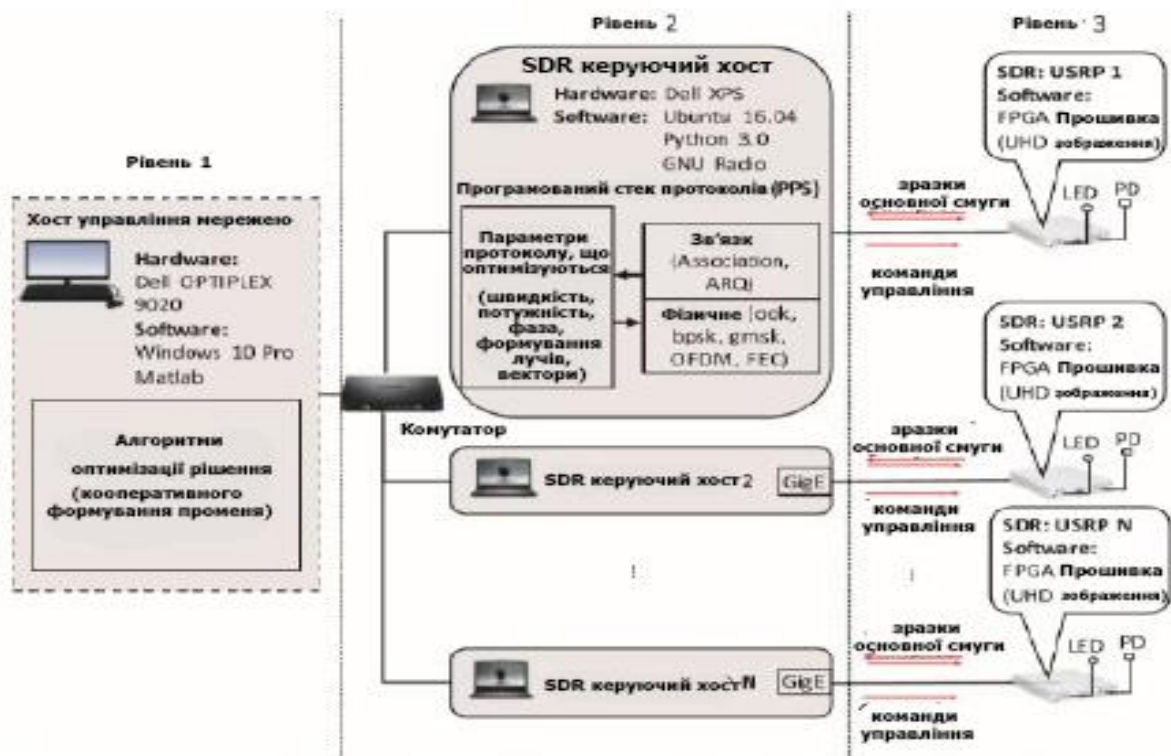 Рівень 1
Хост управління мережею
Hardware:
Dell OPTIPLEX
9020
Software:
Windows 10 Pro
Matlab
Алгоритми
оптимізації рішення
(кооперативного
формування променя)
Рівень 2
SDR керуючий хост
Hardware: Dell XPS
Software: Ubuntu 16.04
Python 3.0
GNU Radio
Програмований стек протоколів (PPS)
Параметри
протоколу, що
оптимізуються
(швидкість,
потужність,
фаза,
формування
лучів,
вектори)
Зв'язк
(Association,
ARQ)
Фізичне (ook,
bpsk, gmsk,
OFDM, FEC)
Комутатор
SDR керуючий хост 2
GigE
SDR керуючий хост N
GigE
Рівень 3
SDR: USRP 1
Software:
FPGA Прошивка
(UHD зображення)
LED
PD
зразки
основної смуги
команди
управління
SDR: USRP 2
Software:
FPGA Прошивка
(UHD зображення)
LED
PD
зразки
основної смуги
команди
управління
SDR: USRP N
Software:
FPGA Прошивка
(UHD зображення)
LED
PD
зразки
основної смуги
команди
управління